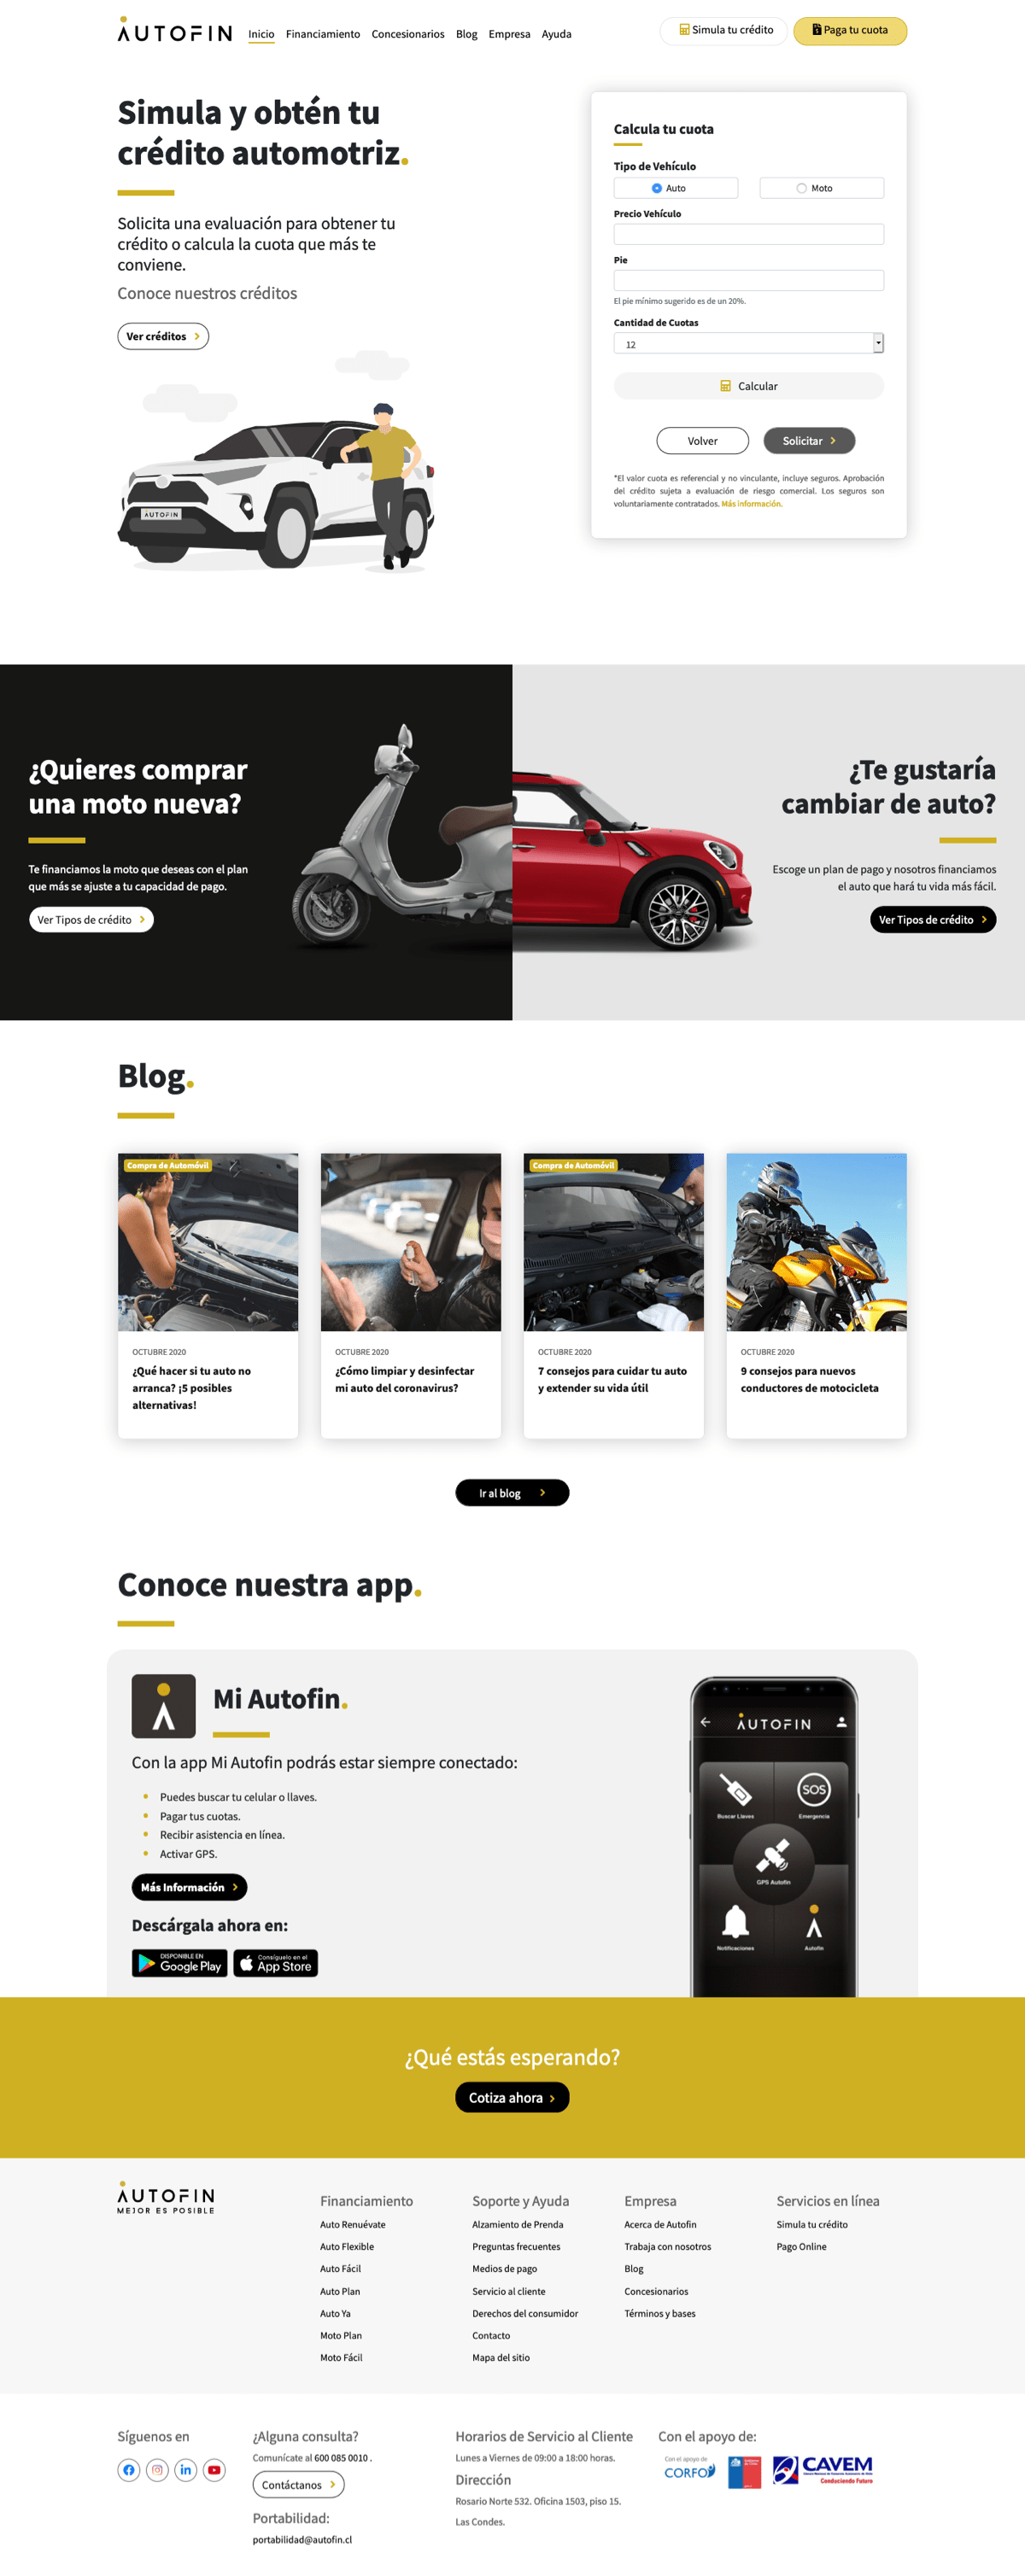 AUTOFIN
Inicio
Financiamiento
Concesionarios
Blog
Empresa
Ayuda
Simula tu crédito
Paga tu cuota
Simula y obtén tu
crédito automotriz.
Solicita una evaluación para obtener tu
crédito o calcula la cuota que más te
conviene.
Conoce nuestros créditos
Ver créditos
AUTOFIN
Calcula tu cuota
Tipo de Vehículo
Auto
Moto
Precio Vehículo
Pie
El pie mínimo sugerido es de un 20%.
Cantidad de Cuotas
12
Calcular
Volver
Solicitar
*El valor cuota es referencial y no vinculante, incluye seguros. Aprobación
del crédito sujeta a evaluación de riesgo comercial. Los seguros son
voluntariamente contratados. Más información.
¿Quieres comprar
una moto nueva?
Te financiamos la moto que deseas con el plan
que más se ajuste a tu capacidad de pago.
Ver Tipos de crédito
¿Te gustaría
cambiar de auto?
Escoge un plan de pago y nosotros financiamos
el auto que hará tu vida más fácil.
Ver Tipos de crédito
Blog.
Compra de Automóvil
OCTUBRE 2020
¿Qué hacer si tu auto no
arranca? ¡5 posibles
alternativas!
OCTUBRE 2020
¿Cómo limpiar y desinfectar
mi auto del coronavirus?
Compra de Automóvil
OCTUBRE 2020
7 consejos para cuidar tu auto
y extender su vida útil
OCTUBRE 2020
9 consejos para nuevos
conductores de motocicleta
Ir al blog
Conoce nuestra app.
Mi Autofin.
Con la app Mi Autofin podrás estar siempre conectado:
Puedes buscar tu celular o llaves.
Pagar tus cuotas.
Recibir asistencia en línea.
Activar GPS.
Más Información
Descárgala ahora en:
DISPONIBLE EN
Google Play
Consíguelo en el
App Store
AUTOFIN
SOS
Buscar Llaves
Emergencia
GPS Autofin
Notificaciones
Autofin
¿Qué estás esperando?
Cotiza ahora
AUTOFIN
MEJOR ES POSIBLE
Financiamiento
Auto Renuévate
Auto Flexible
Auto Fácil
Auto Plan
Auto Ya
Moto Plan
Moto Fácil
Soporte y Ayuda
Alzamiento de Prenda
Preguntas frecuentes
Medios de pago
Servicio al cliente
Derechos del consumidor
Contacto
Mapa del sitio
Empresa
Acerca de Autofin
Trabaja con nosotros
Blog
Concesionarios
Términos y bases
Servicios en línea
Simula tu crédito
Pago Online
Síguenos en
¿Alguna consulta?
Comunícate al 600 085 0010 .
Contáctanos
Portabilidad:
portabilidad@autofin.cl
Horarios de Servicio al Cliente
Lunes a Viernes de 09:00 a 18:00 horas.
Dirección
Rosario Norte 532. Oficina 1503, piso 15.
Las Condes.
Con el apoyo de:
Con el apoyo de
CORFO
CAVEM
Conduciendo Futuro